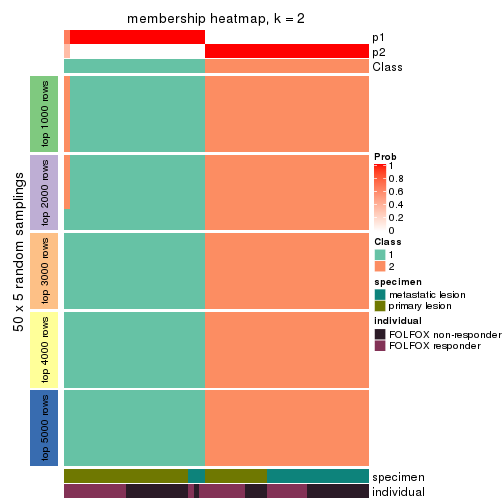 membership heatmap, k = 2
p1
p2
Class
50 x 5 random samplings
top 1000 rows
top 2000 rows
top 3000 rows
top 4000 rows
top 5000 rows
Prob
1
0.8
0.6
0.4
0.2
0
Class
1
2
specimen
metastatic lesion
primary lesion
individual
FOLFOX non-responder
FOLFOX responder
specimen
individual